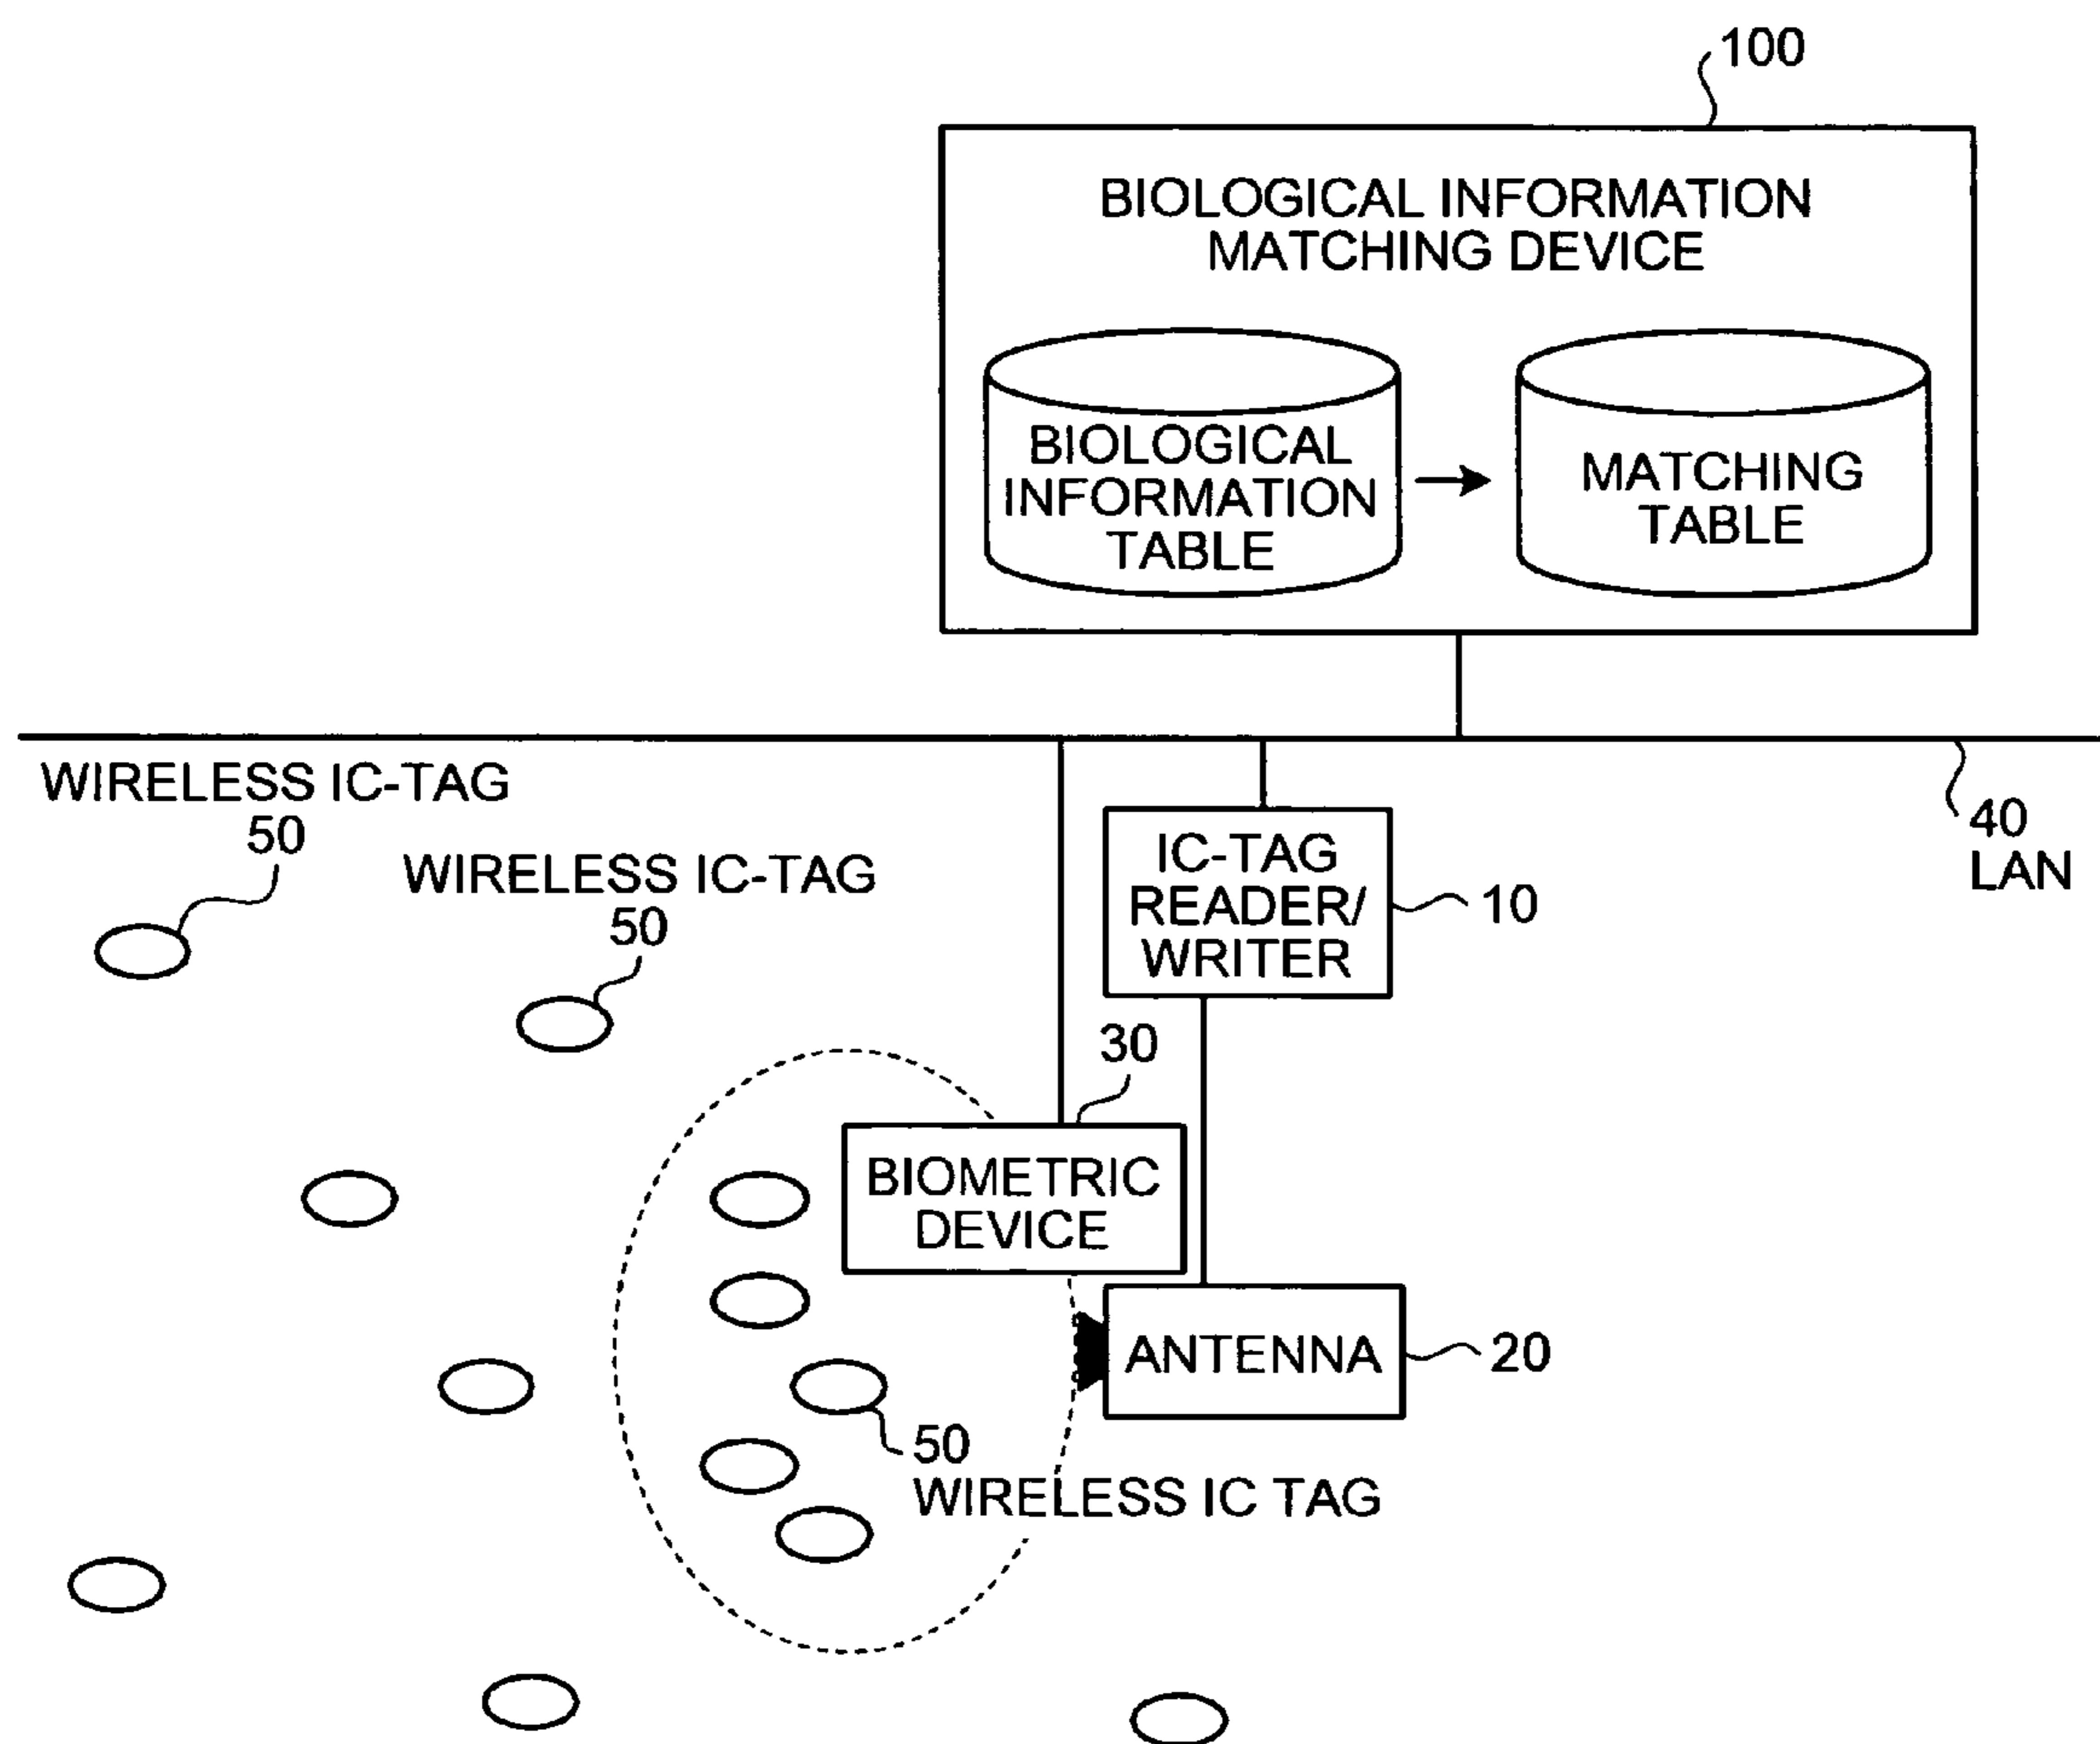 100
BIOLOGICAL INFORMATION
MATCHING DEVICE
BIOLOGICAL
INFORMATION
TABLE
MATCHING
TABLE
WIRELESS IC-TAG
50
WIRELESS IC-TAG
50
IC-TAG
READER/
WRITER
10
40
LAN
30
BIOMETRIC
DEVICE
ANTENNA
20
50
WIRELESS IC TAG